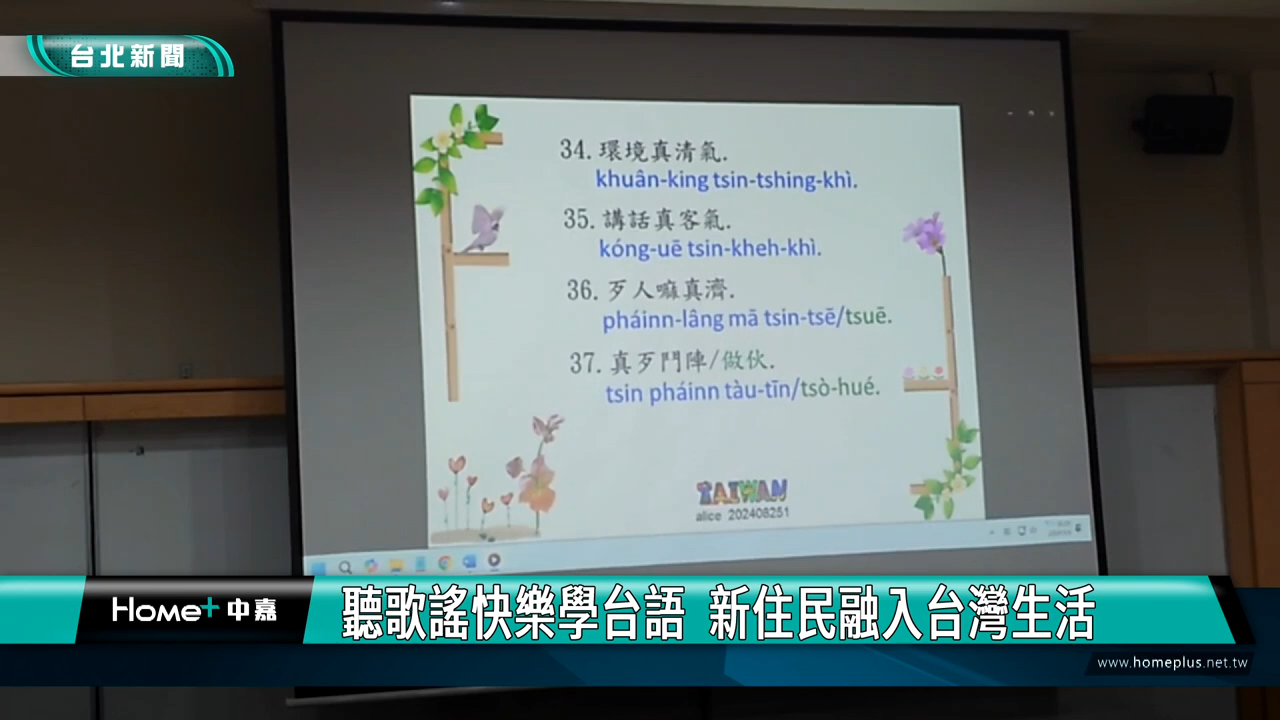 台北新聞
34. 環境真清氣.
khuân-king tsin-tshing-khì.
35. 講話真客氣.
kóng-uē tsin-kheh-khì.
36. 歹人嘛真濟.
pháinn-lâng mā tsin-tsē/tsuē.
37. 真歹鬥陣/做伙.
tsin pháinn tàu-tīn/tsò-hué.
TAIWAN
alice 202408251
Home+ 中嘉
聽歌謠快樂學台語 新住民融入台灣生活
www.homeplus.net.tw